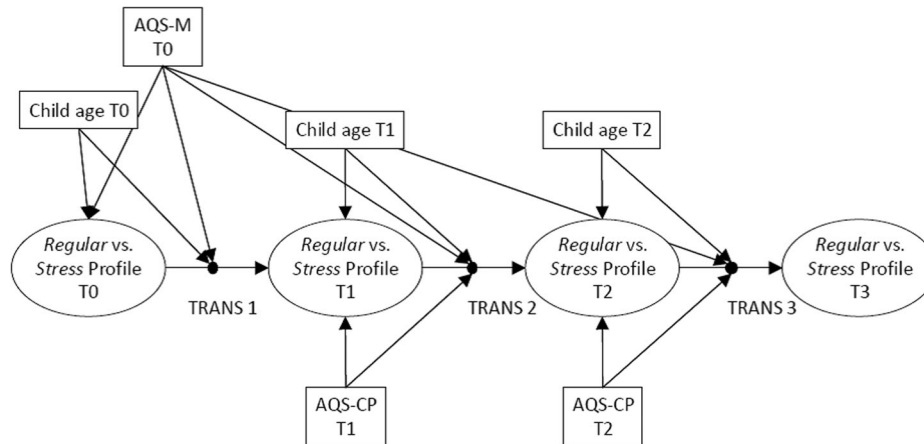 AQS-M
T0
Child age T0
Child age T1
Child age T2
Regular vs.
Stress Profile
T0
Regular vs.
Stress Profile
T1
Regular vs.
Stress Profile
T2
Regular vs.
Stress Profile
T3
TRANS 1
TRANS 2
TRANS 3
AQS-CP
T1
AQS-CP
T2